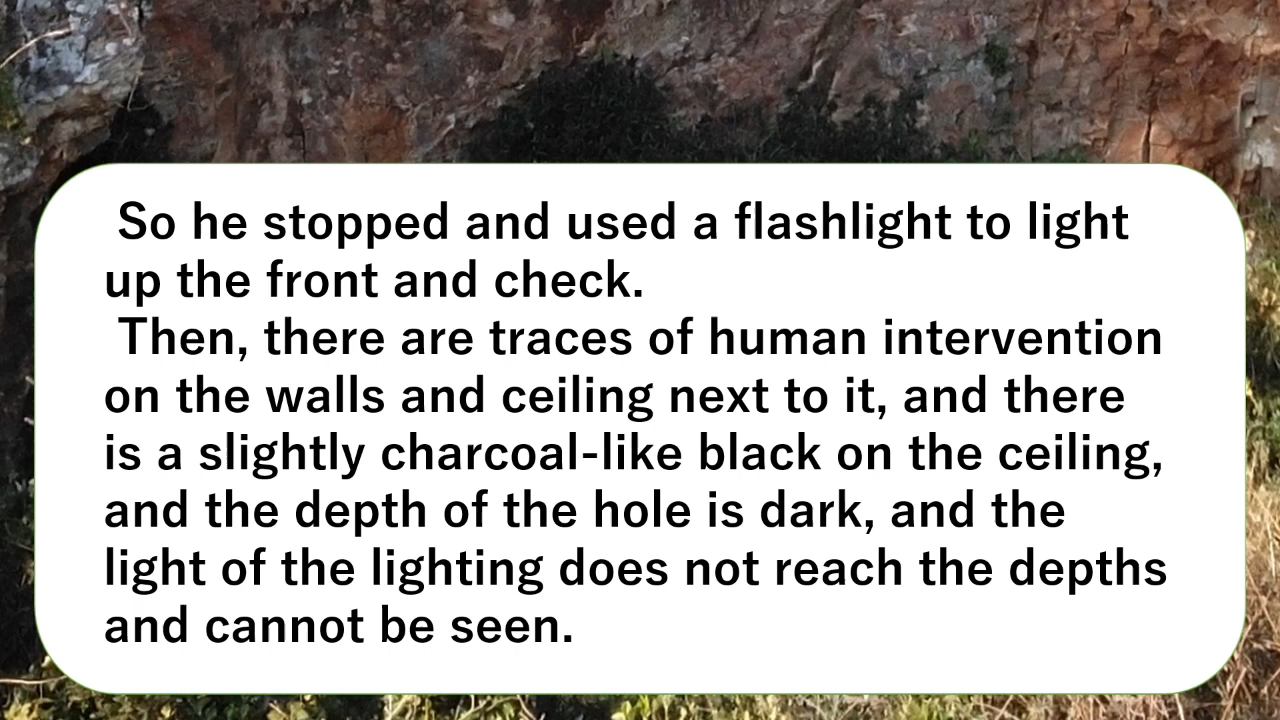 So he stopped and used a flashlight to light
up the front and check.
Then, there are traces of human intervention
on the walls and ceiling next to it, and there
is a slightly charcoal-like black on the ceiling,
and the depth of the hole is dark, and the
light of the lighting does not reach the depths
and cannot be seen.